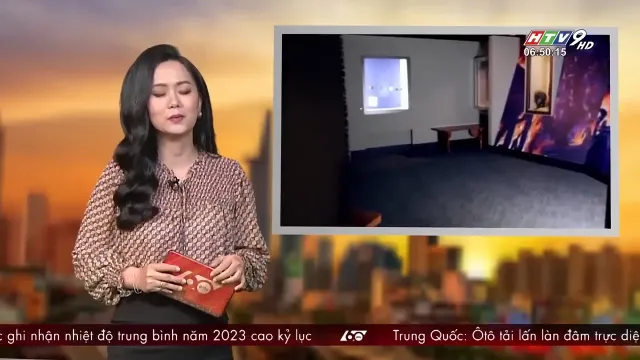 HTV9 HD
06:50:15
c ghi nhận nhiệt độ trung bình năm 2023 cao kỷ lục
60 Trung Quốc: Ôtô tải lấn làn đâm trực diệ